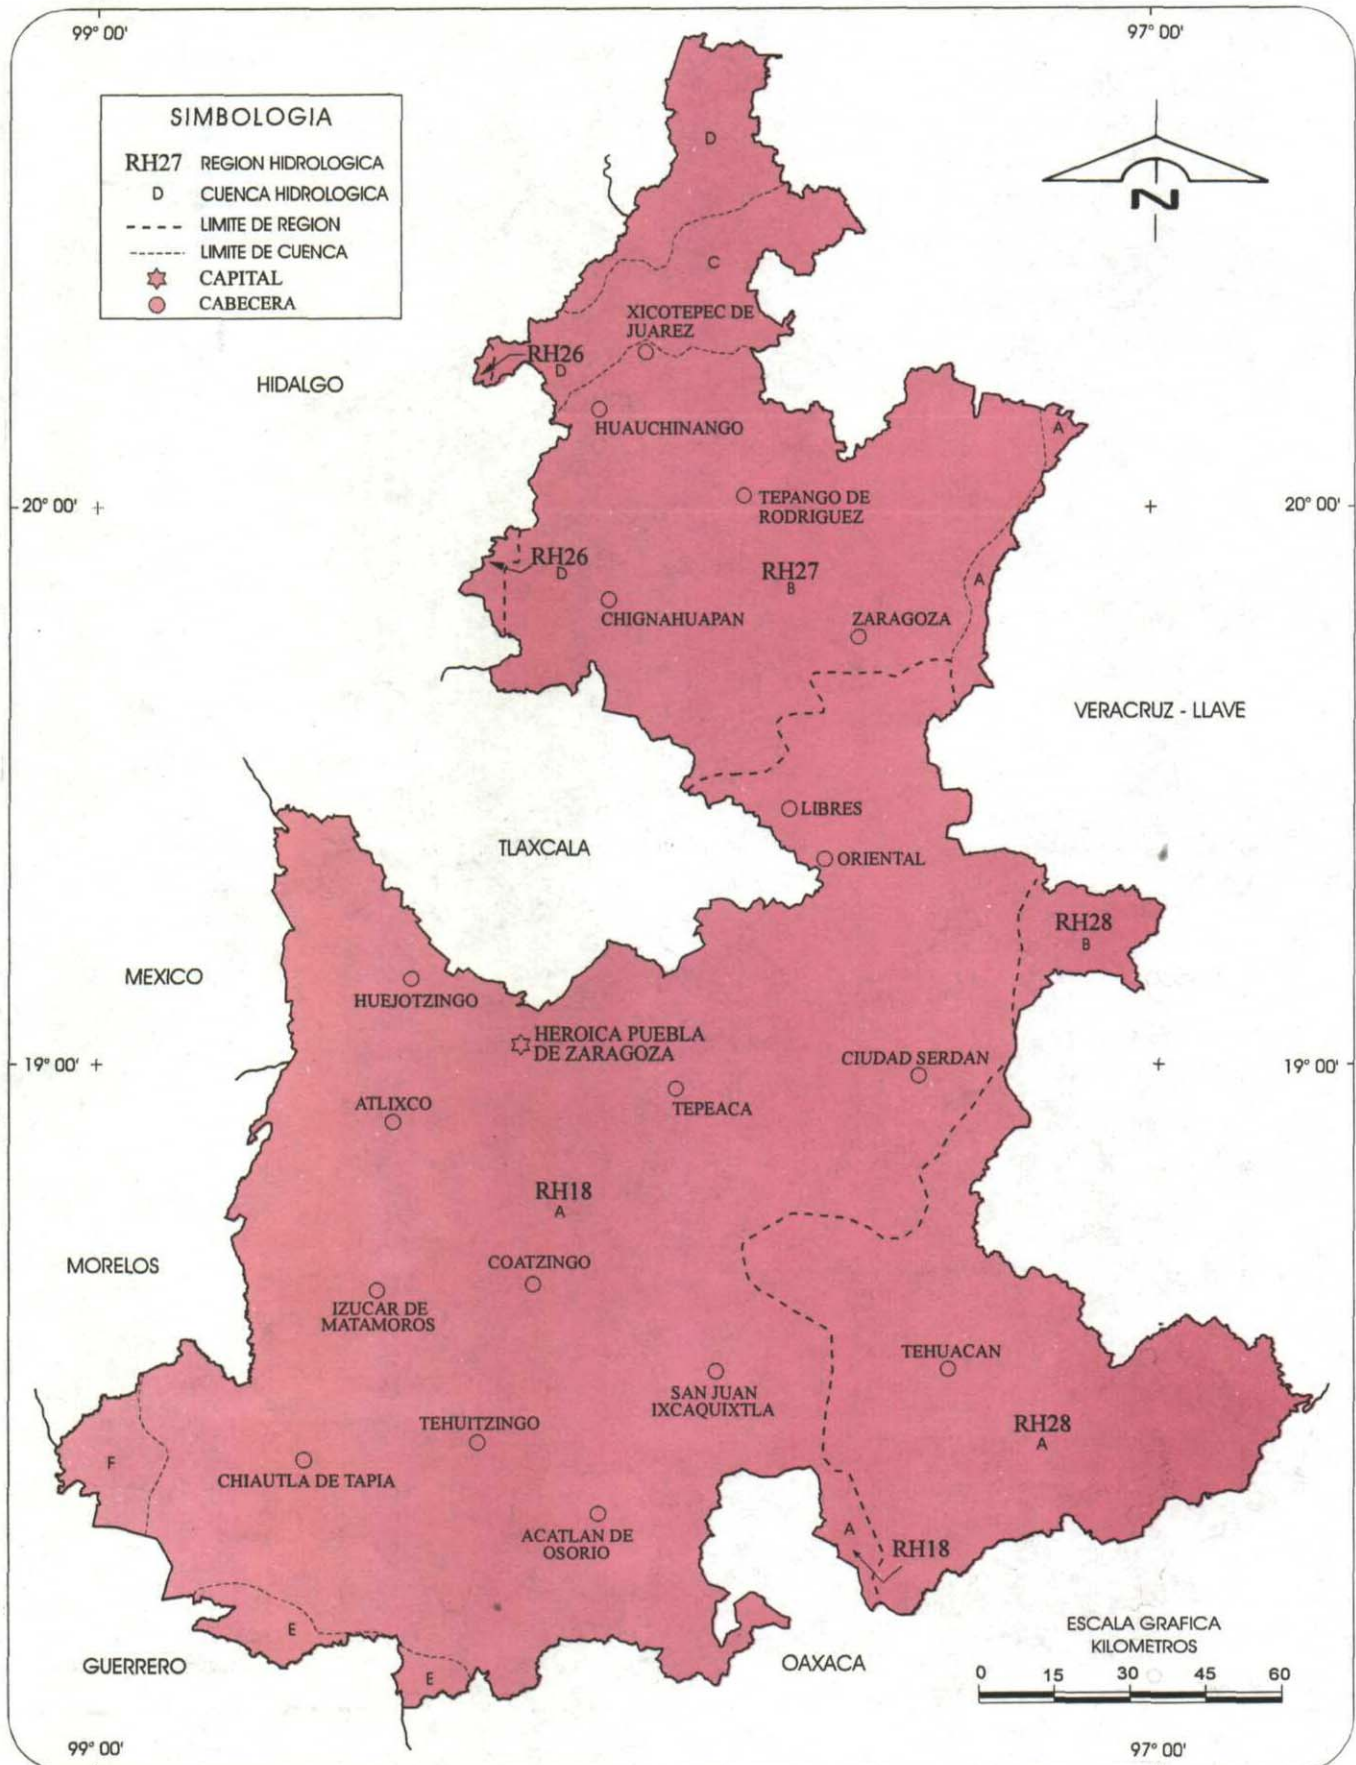 99° 00'
97° 00'
SIMBOLOGIA
RH27 REGION HIDROLOGICA
D CUENCA HIDROLOGICA
LIMITE DE REGION
LIMITE DE CUENCA
CAPITAL
CABECERA
N
D
C
XICOTEPEC DE
JUAREZ
RH26
D
HIDALGO
HUAUCHINANGO
A
20° 00'
TEPANGO DE
RODRIGUEZ
20° 00'
RH26
D
RH27
B
A
CHIGNAHUAPAN
ZARAGOZA
VERACRUZ - LLAVE
LIBRES
TLAXCALA
ORIENTAL
RH28
B
MEXICO
HUEJOTZINGO
HEROICA PUEBLA
DE ZARAGOZA
CIUDAD SERDAN
19° 00'
19° 00'
ATLIXCO
TEPEACA
RH18
A
MORELOS
COATZINGO
IZUCAR DE
MATAMOROS
TEHUACAN
SAN JUAN
IXCAQUIXTLA
TEHUITZINGO
RH28
A
F
CHIAUTLA DE TAPIA
ACATLAN DE
OSORIO
A
RH18
E
E
GUERRERO
OAXACA
ESCALA GRAFICA
KILOMETROS
0 15 30 45 60
99° 00'
97° 00'